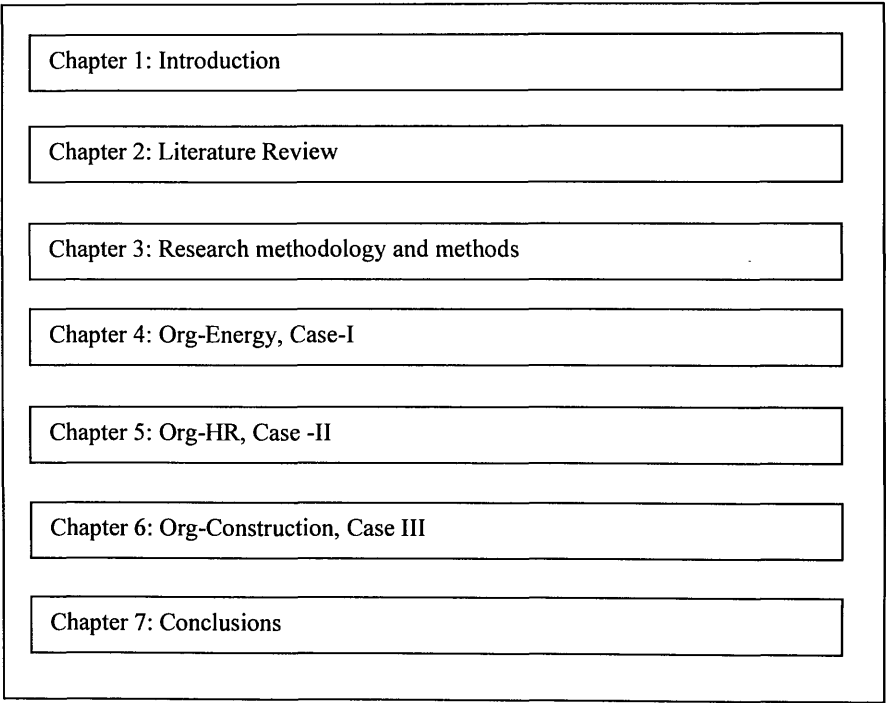 Chapter 1: Introduction
Chapter 2: Literature Review
Chapter 3: Research methodology and methods
Chapter 4: Org-Energy, Case-I
Chapter 5: Org-HR, Case -II
Chapter 6: Org-Construction, Case III
Chapter 7: Conclusions